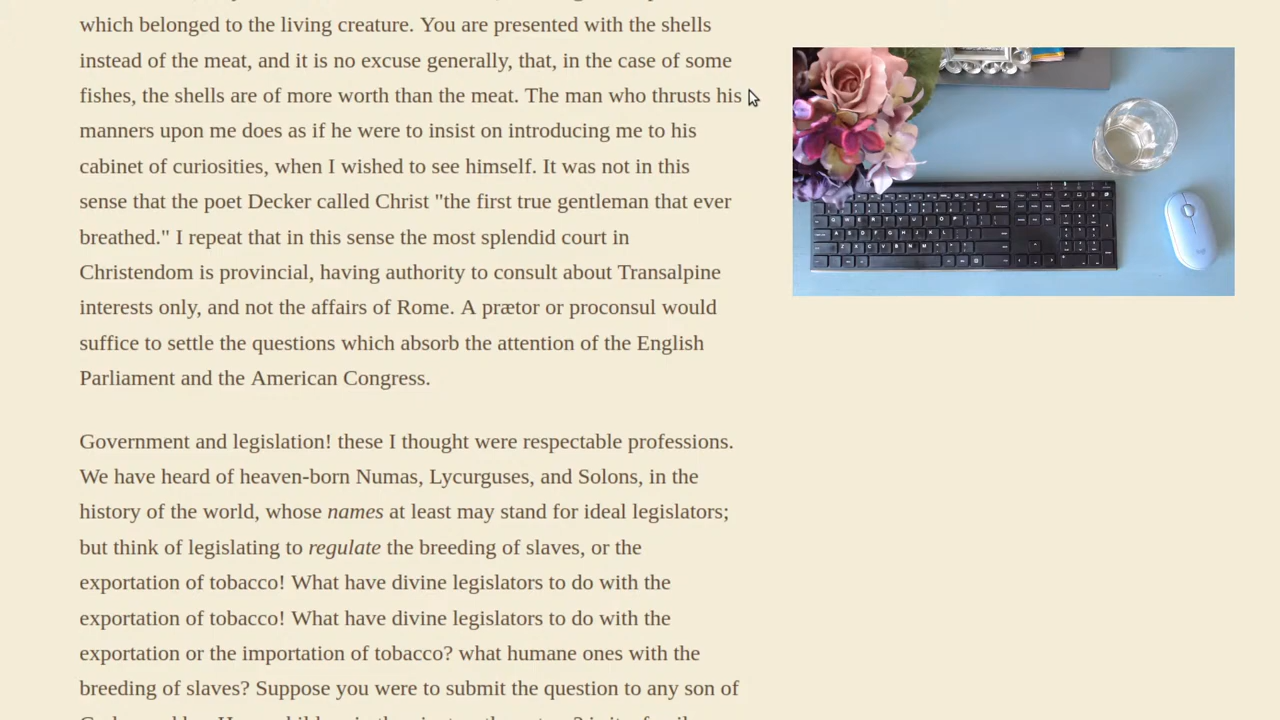 which belonged to the living creature. You are presented with the shells
instead of the meat, and it is no excuse generally, that, in the case of some
fishes, the shells are of more worth than the meat. The man who thrusts his
manners upon me does as if he were to insist on introducing me to his
cabinet of curiosities, when I wished to see himself. It was not in this
sense that the poet Decker called Christ "the first true gentleman that ever
breathed." I repeat that in this sense the most splendid court in
Christendom is provincial, having authority to consult about Transalpine
interests only, and not the affairs of Rome. A prætor or proconsul would
suffice to settle the questions which absorb the attention of the English
Parliament and the American Congress.
Government and legislation! these I thought were respectable professions.
We have heard of heaven-born Numas, Lycurguses, and Solons, in the
history of the world, whose names at least may stand for ideal legislators;
but think of legislating to regulate the breeding of slaves, or the
exportation of tobacco! What have divine legislators to do with the
exportation of tobacco! What have divine legislators to do with the
exportation or the importation of tobacco? what humane ones with the
breeding of slaves? Suppose you were to submit the question to any son of